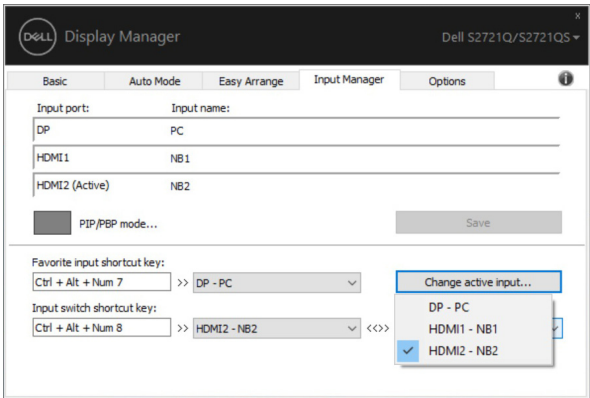 x
DELL Display Manager Dell S2721Q/S2721QS
Basic Auto Mode Easy Arrange Input Manager Options i
Input port: Input name:
DP PC
HDMI1 NB1
HDMI2 (Active) NB2
PIP/PBP mode... Save
Favorite input shortcut key:
Ctrl + Alt + Num 7 >> DP - PC Change active input...
DP - PC
Input switch shortcut key:
Ctrl + Alt + Num 8 >> HDMI2 - NB2 <<>> HDMI1 - NB1
HDMI2 - NB2